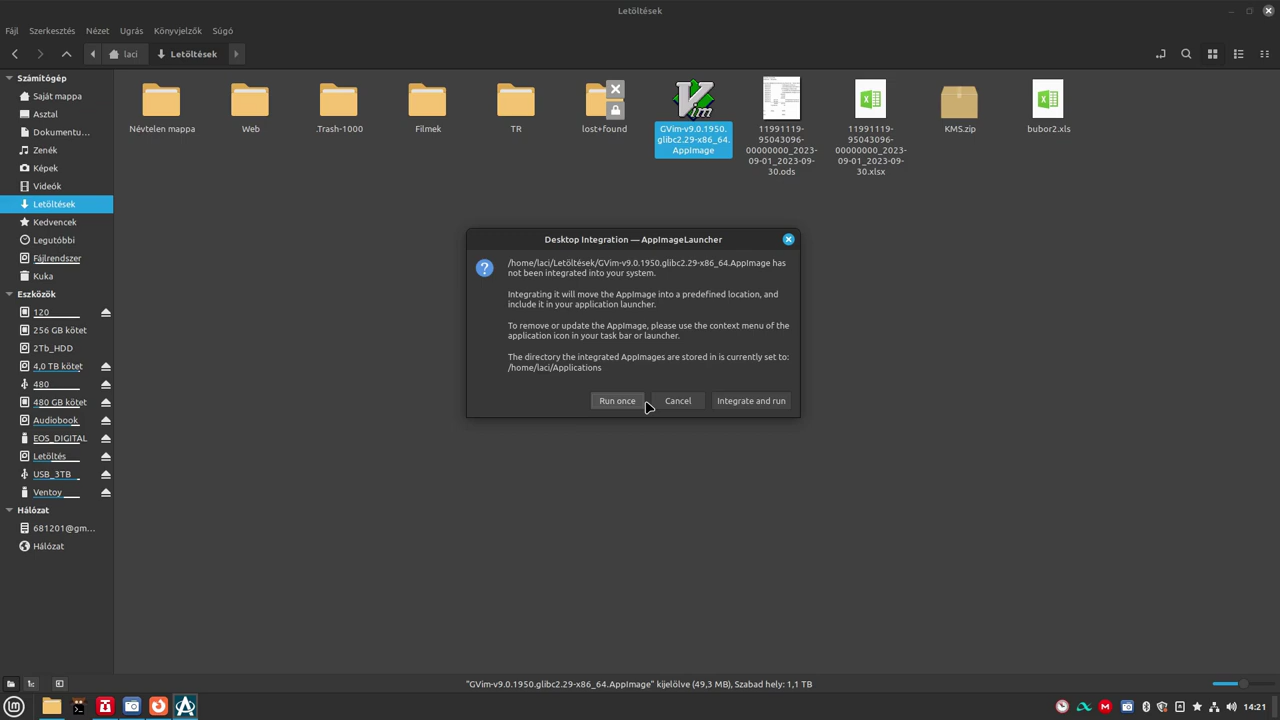 Letöltések
Fájl Szerkesztés Nézet Ugrás Könyvjelzők Súgó
laci Letöltések
Számítógép
Saját mappa
Asztal
Dokumentu...
Zenék
Képek
Videók
Letöltések
Kedvencek
Legutóbbi
Fájlrendszer
Kuka
Eszközök
120
256 GB kötet
2Tb_HDD
4,0 TB kötet
480
480 GB kötet
Audiobook
EOS_DIGITAL
Letöltés
USB_3TB
Ventoy
Hálózat
681201@gm...
Hálózat
Névtelen mappa
Web
.Trash-1000
Filmek
TR
lost+found
GVim-v9.0.1950.
glibc2.29-x86_64.
AppImage
11991119-
95043096-
00000000_2023-
09-01_2023-09-
30.ods
11991119-
95043096-
00000000_2023-
09-01_2023-09-
30.xlsx
KMS.zip
bubor2.xls
Desktop Integration — AppImageLauncher
/home/laci/Letöltések/GVim-v9.0.1950.glibc2.29-x86_64.AppImage has
not been integrated into your system.
Integrating it will move the AppImage into a predefined location, and
include it in your application launcher.
To remove or update the AppImage, please use the context menu of the
application icon in your task bar or launcher.
The directory the integrated AppImages are stored in is currently set to:
/home/laci/Applications
Run once Cancel Integrate and run
"GVim-v9.0.1950.glibc2.29-x86_64.AppImage" kijelölve (49,3 MB), Szabad hely: 1,1 TB
14:21